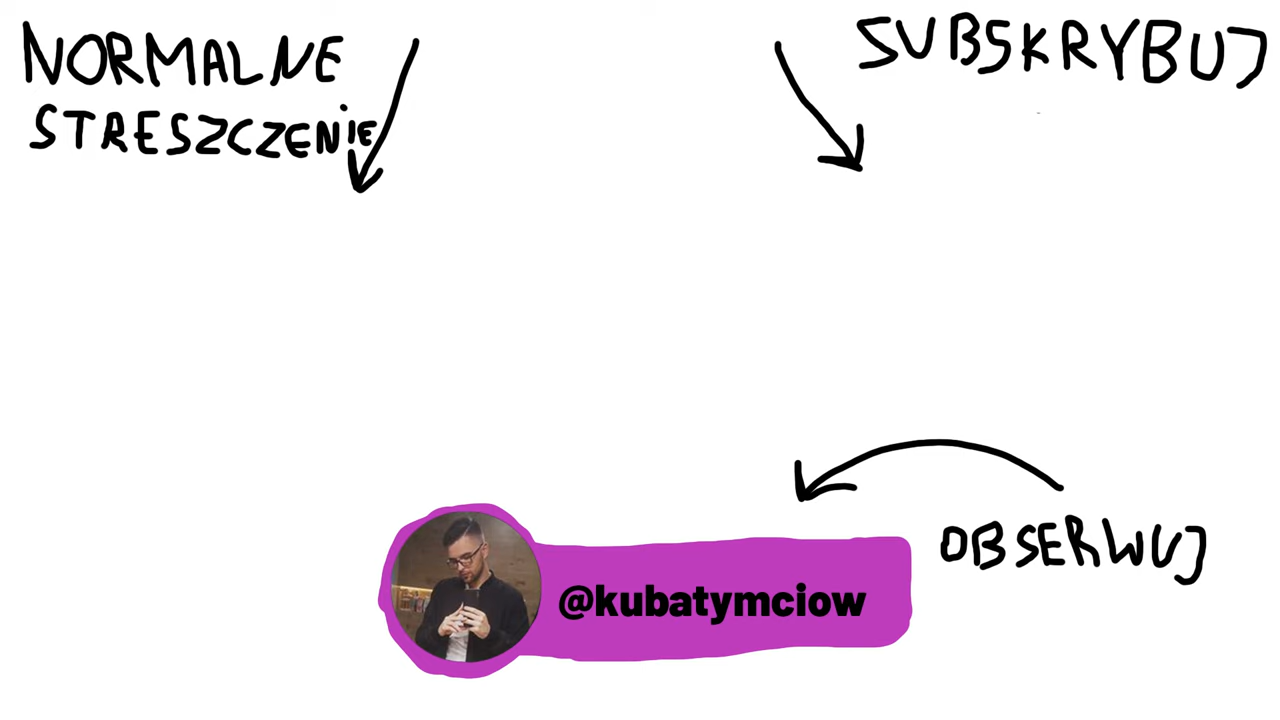 NORMALNE
STRESZCZENiE
SUBSKRYBUJ
OBSERWUJ
@kubatymciow